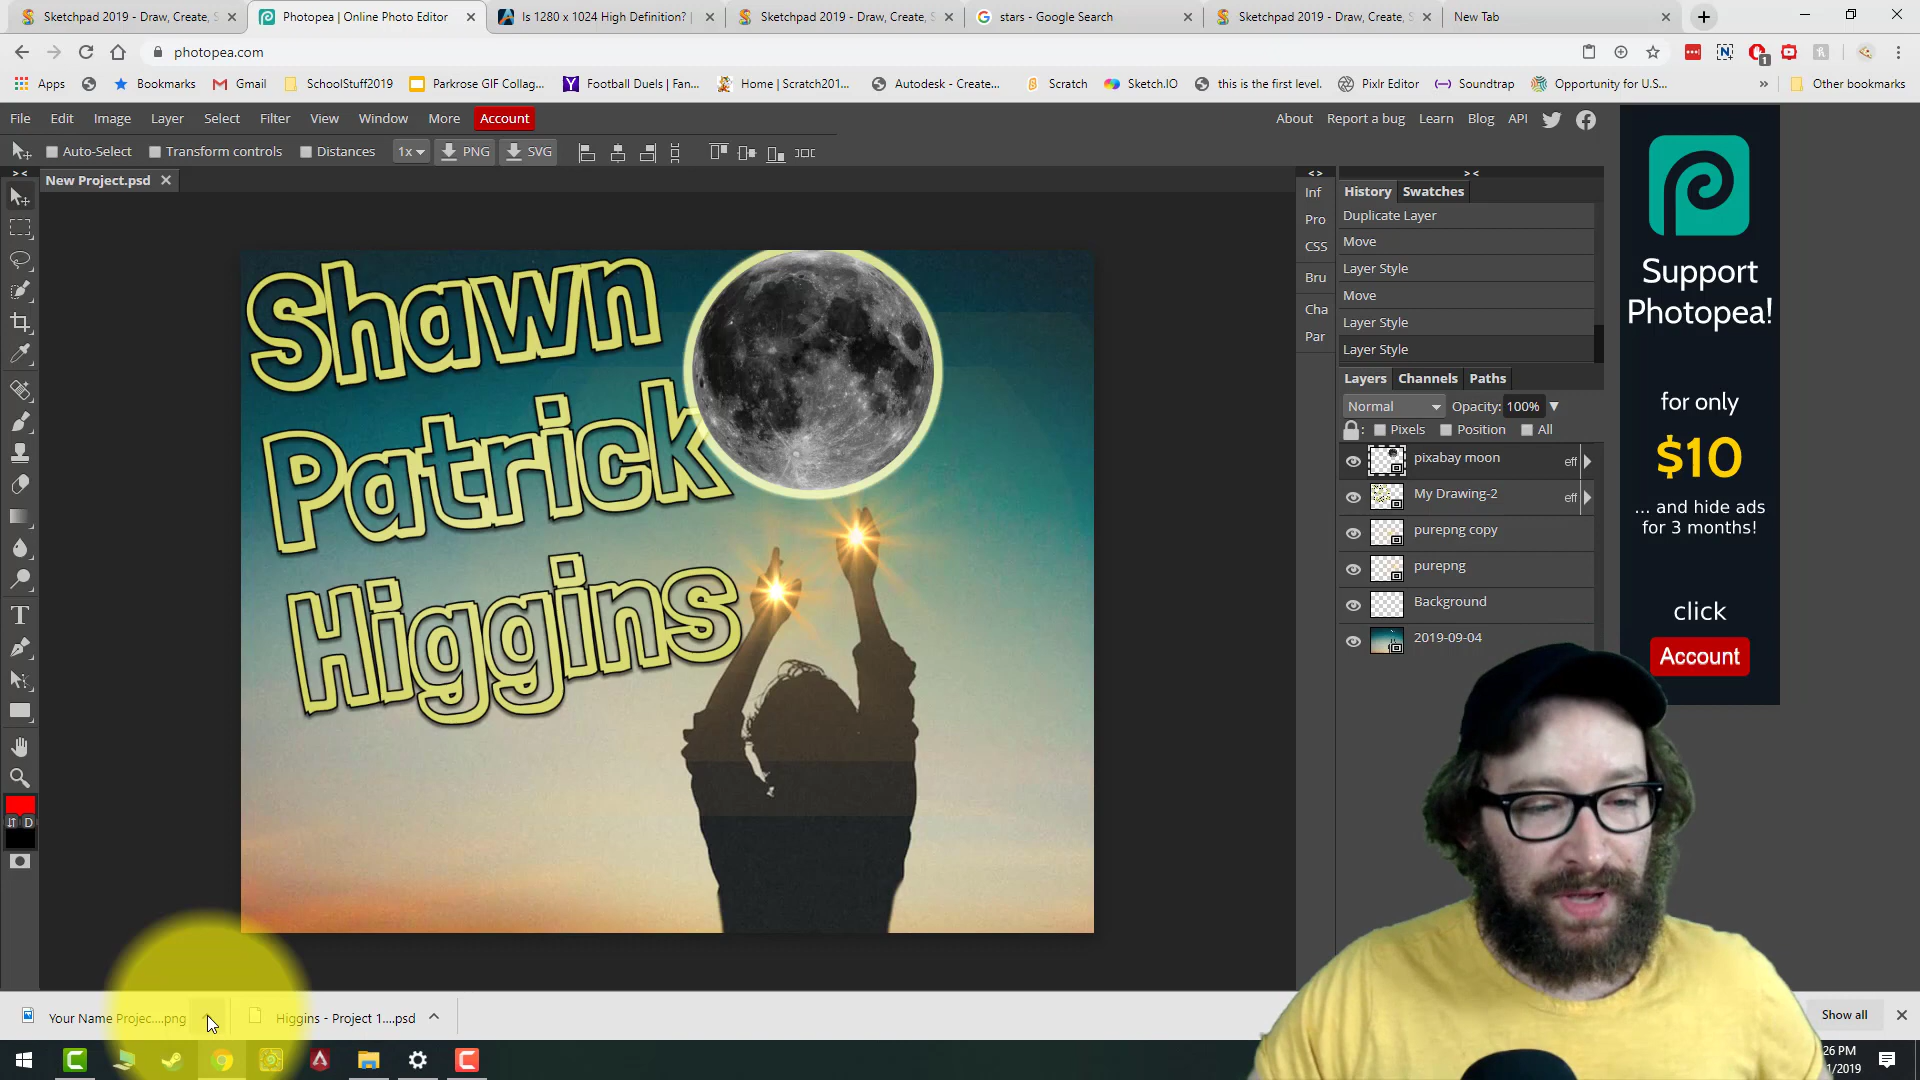 Sketchpad 2019 - Draw, Create, S
Photopea | Online Photo Editor
Is 1280 x 1024 High Definition? |
Sketchpad 2019 - Draw, Create, S
stars - Google Search
Sketchpad 2019 - Draw, Create, S
New Tab
photopea.com
Apps
Bookmarks
Gmail
SchoolStuff2019
Parkrose GIF Collag...
Football Duels | Fan...
Home | Scratch201...
Autodesk - Create...
Scratch
Sketch.IO
this is the first level.
Pixlr Editor
Soundtrap
Opportunity for U.S...
»
Other bookmarks
File Edit Image Layer Select Filter View Window More Account
About Report a bug Learn Blog API
Auto-Select Transform controls Distances 1x PNG SVG
New Project.psd
Shawn
Patrick
Higgins
Inf
Pro
CSS
Bru
Cha
Par
History Swatches
Duplicate Layer
Move
Layer Style
Move
Layer Style
Layer Style
Layers Channels Paths
Normal Opacity: 100%
Pixels Position All
pixabay moon eff
My Drawing-2 eff
purepng copy
purepng
Background
2019-09-04
Support
Photopea!
for only
$10
... and hide ads
for 3 months!
click
Account
D
Your Name Projec....png
Higgins - Project 1....psd
Show all
26 PM
1/2019